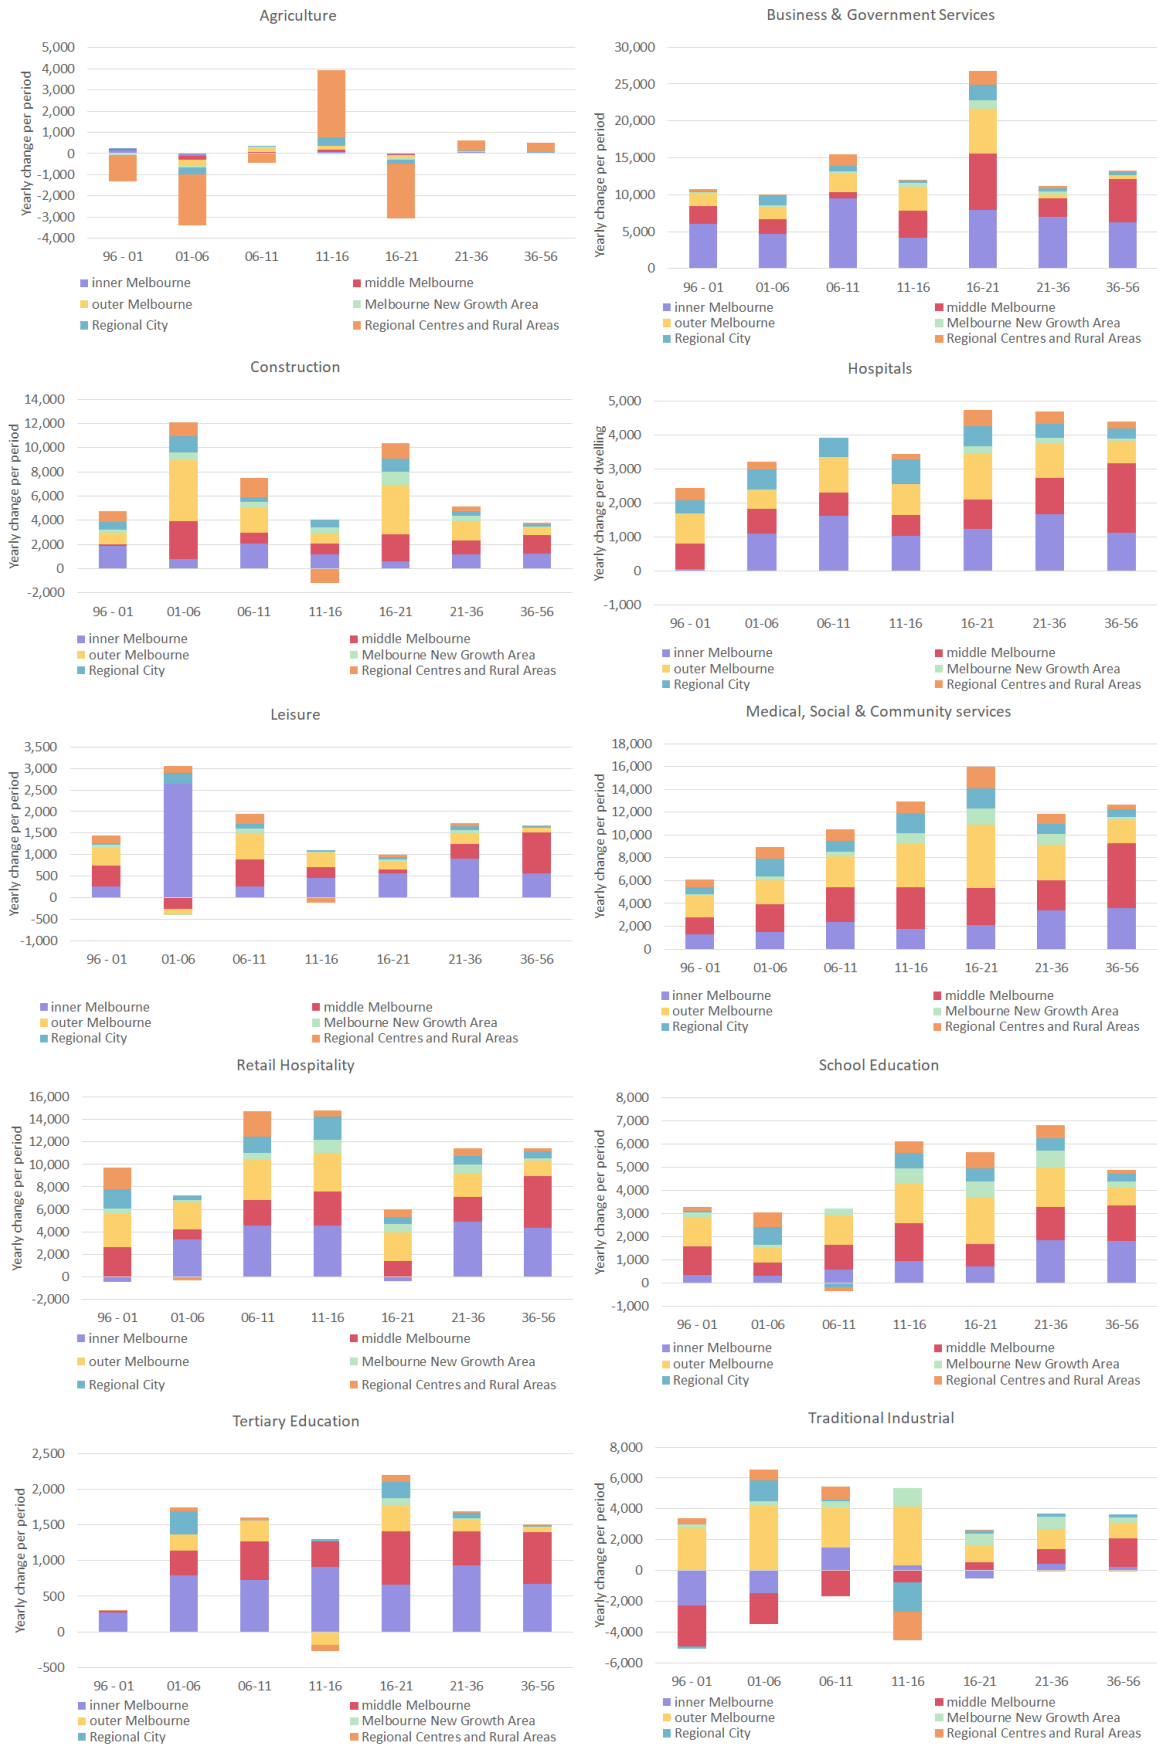 Agriculture
Yearly change per period
5,000
4,000
3,000
2,000
1,000
0
-1,000
-2,000
-3,000
-4,000
96 - 01 01-06 06-11 11-16 16-21 21-36 36-56
inner Melbourne middle Melbourne
outer Melbourne Melbourne New Growth Area
Regional City Regional Centres and Rural Areas
Business & Government Services
Yearly change per period
30,000
25,000
20,000
15,000
10,000
5,000
0
96 - 01 01-06 06-11 11-16 16-21 21-36 36-56
inner Melbourne middle Melbourne
outer Melbourne Melbourne New Growth Area
Regional City Regional Centres and Rural Areas
Construction
Yearly change per period
14,000
12,000
10,000
8,000
6,000
4,000
2,000
0
-2,000
96 - 01 01-06 06-11 11-16 16-21 21-36 36-56
inner Melbourne middle Melbourne
outer Melbourne Melbourne New Growth Area
Regional City Regional Centres and Rural Areas
Hospitals
Yearly change per dwelling
5,000
4,000
3,000
2,000
1,000
0
-1,000
96 - 01 01-06 06-11 11-16 16-21 21-36 36-56
inner Melbourne middle Melbourne
outer Melbourne Melbourne New Growth Area
Regional City Regional Centres and Rural Areas
Leisure
Yearly change per period
3,500
3,000
2,500
2,000
1,500
1,000
500
0
-500
-1,000
96 - 01 01-06 06-11 11-16 16-21 21-36 36-56
inner Melbourne middle Melbourne
outer Melbourne Melbourne New Growth Area
Regional City Regional Centres and Rural Areas
Medical, Social & Community services
Yearly change per period
18,000
16,000
14,000
12,000
10,000
8,000
6,000
4,000
2,000
0
96 - 01 01-06 06-11 11-16 16-21 21-36 36-56
inner Melbourne middle Melbourne
outer Melbourne Melbourne New Growth Area
Regional City Regional Centres and Rural Areas
Retail Hospitality
Yearly change per period
16,000
14,000
12,000
10,000
8,000
6,000
4,000
2,000
0
-2,000
96 - 01 01-06 06-11 11-16 16-21 21-36 36-56
inner Melbourne middle Melbourne
outer Melbourne Melbourne New Growth Area
Regional City Regional Centres and Rural Areas
School Education
Yearly change per period
8,000
7,000
6,000
5,000
4,000
3,000
2,000
1,000
0
-1,000
96 - 01 01-06 06-11 11-16 16-21 21-36 36-56
inner Melbourne middle Melbourne
outer Melbourne Melbourne New Growth Area
Regional City Regional Centres and Rural Areas
Tertiary Education
Yearly change per period
2,500
2,000
1,500
1,000
500
0
-500
96 - 01 01-06 06-11 11-16 16-21 21-36 36-56
inner Melbourne middle Melbourne
outer Melbourne Melbourne New Growth Area
Regional City Regional Centres and Rural Areas
Traditional Industrial
Yearly change per period
8,000
6,000
4,000
2,000
0
-2,000
-4,000
-6,000
96 - 01 01-06 06-11 11-16 16-21 21-36 36-56
inner Melbourne middle Melbourne
outer Melbourne Melbourne New Growth Area
Regional City Regional Centres and Rural Areas